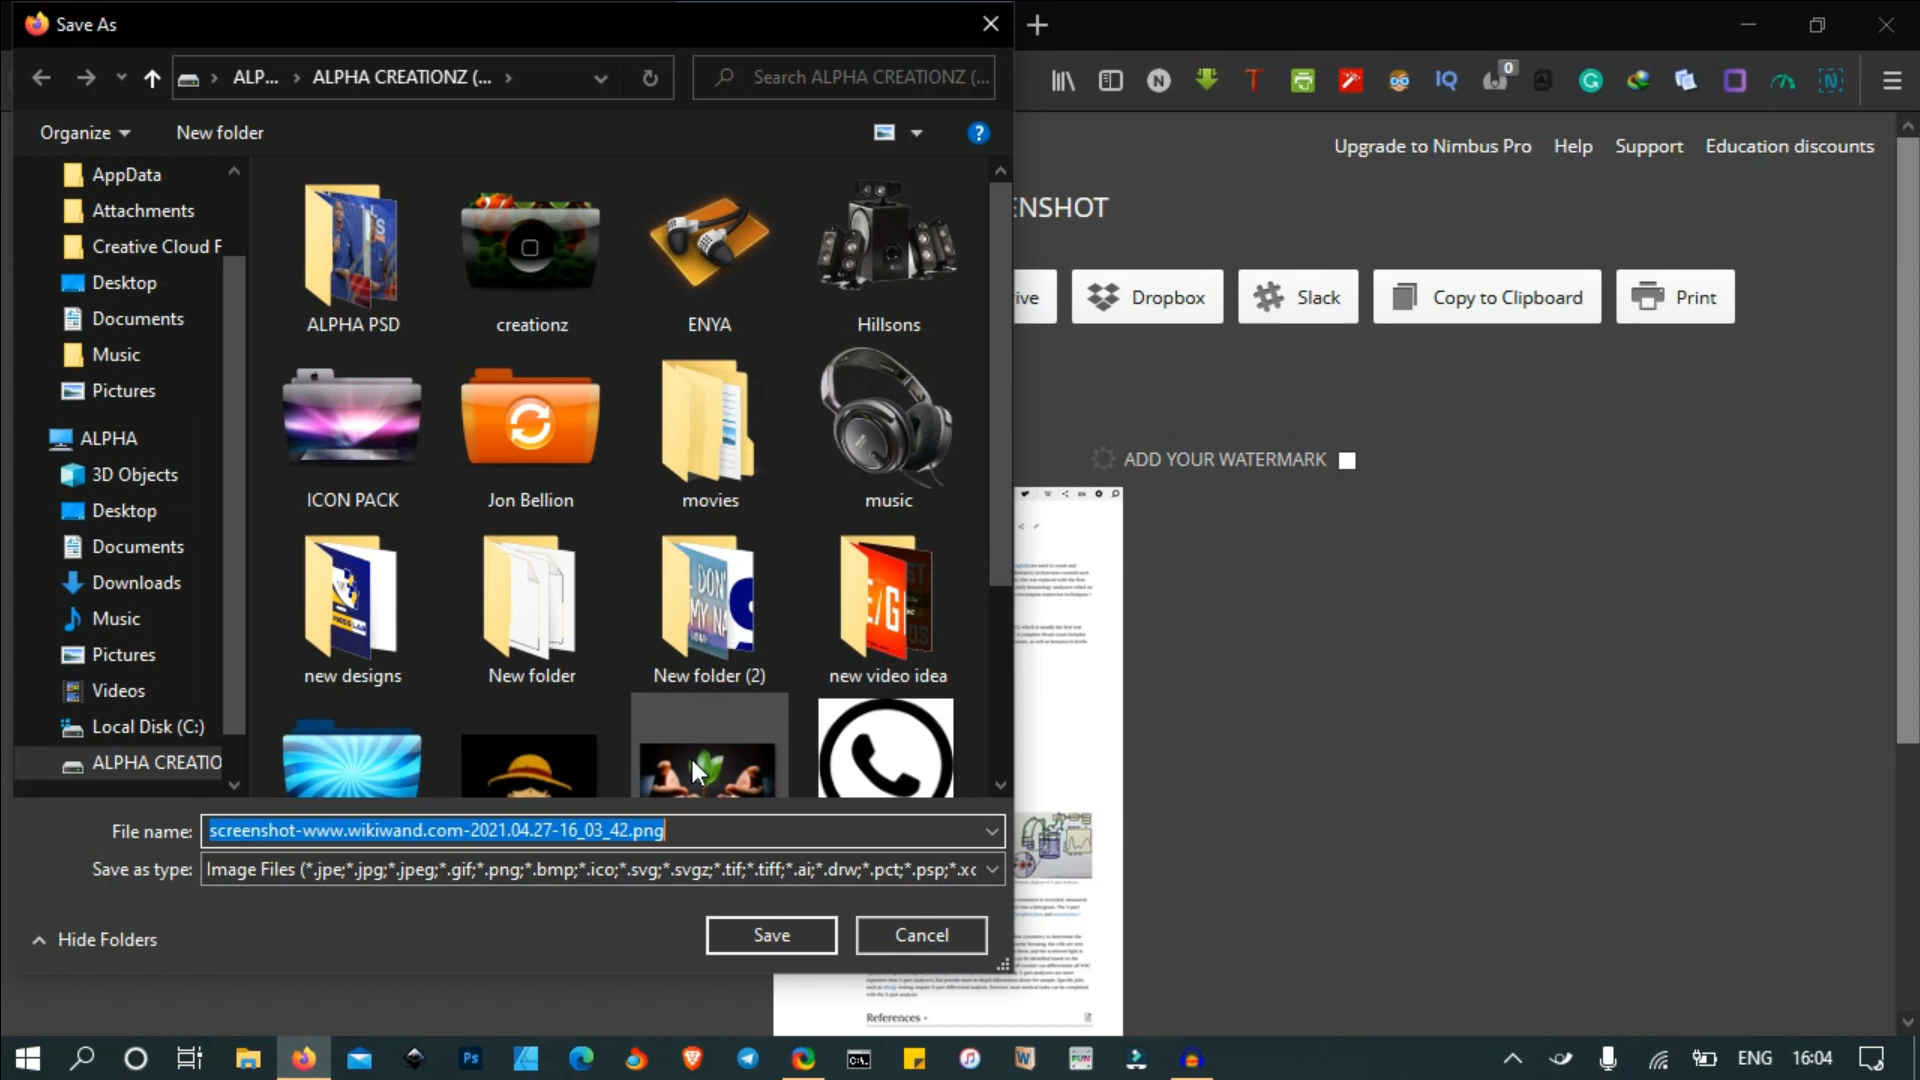 Save As
ALP... ALPHA CREATIONZ (...
Search ALPHA CREATIONZ (...
Organize
New folder
AppData
Attachments
Creative Cloud F
Desktop
Documents
Music
Pictures
ALPHA
3D Objects
Desktop
Documents
Downloads
Music
Pictures
Videos
Local Disk (C:)
ALPHA CREATIO
ALPHA PSD
creationz
ENYA
Hillsons
ICON PACK
Jon Bellion
movies
music
new designs
New folder
New folder (2)
new video idea
File name: screenshot-www.wikiwand.com-2021.04.27-16_03_42.png
Save as type: Image Files (*.jpe;*.jpg;*.jpeg;*.gif;*.png;*.bmp;*.ico;*.svg;*.svgz;*.tif;*.tiff;*.ai;*.drw;*.pct;*.psp;*.xc
Hide Folders
Save
Cancel
IQ
0
Upgrade to Nimbus Pro
Help
Support
Education discounts
ENSHOT
ive
Dropbox
Slack
Copy to Clipboard
Print
ADD YOUR WATERMARK
References
Ps
ENG
16:04